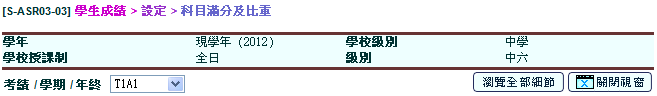 [S-ASR03-03] 學生成績 > 設定 > 科目滿分及比重
學年 現學年 (2012) 學校級別 中學
學校授課制 全日 級別 中六
考績 / 學期 / 年終 T1A1 瀏覽全部細節 關閉視窗